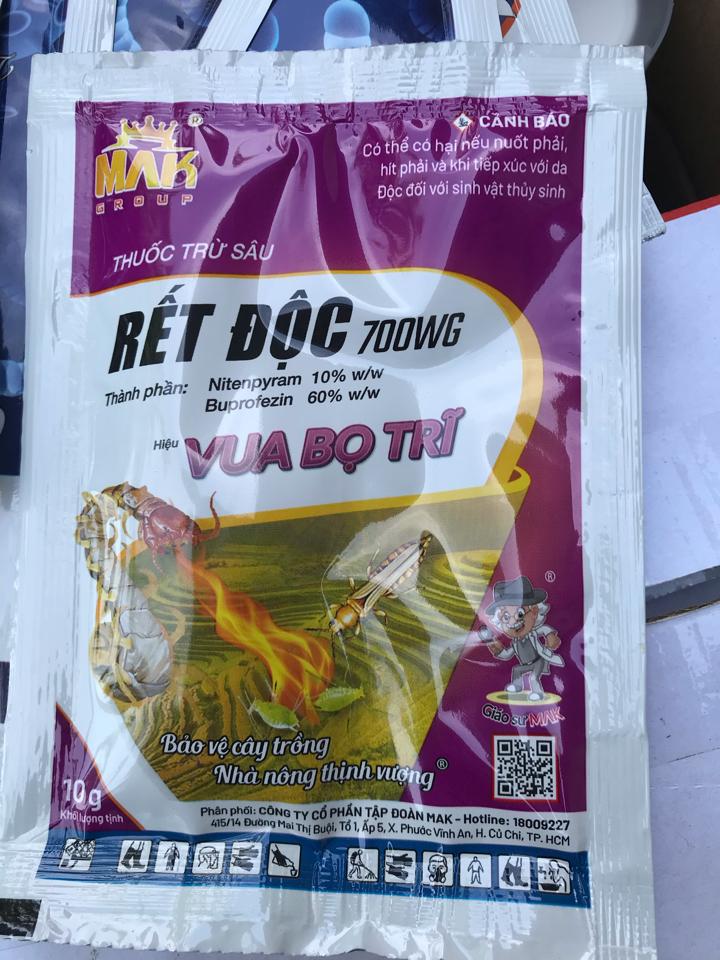 MAK
GROUP
®
CẢNH BÁO
Có thể có hại nếu nuốt phải,
hít phải và khi tiếp xúc với da
Độc đối với sinh vật thủy sinh
THUỐC TRỪ SÂU
RẾT ĐỘC 700WG
Thành phần: Nitenpyram 10% w/w
Buprofezin 60% w/w
Hiệu VUA BỌ TRĨ
®
Giáo sư MAK
Bảo vệ cây trồng
Nhà nông thịnh vượng®
10 g
Khối lượng tịnh
Phân phối: CÔNG TY CỔ PHẦN TẬP ĐOÀN MAK - Hotline: 18009227
415/14 Đường Mai Thị Buội, Tổ 1, Ấp 5, X. Phước Vĩnh An, H. Củ Chi, TP. HCM